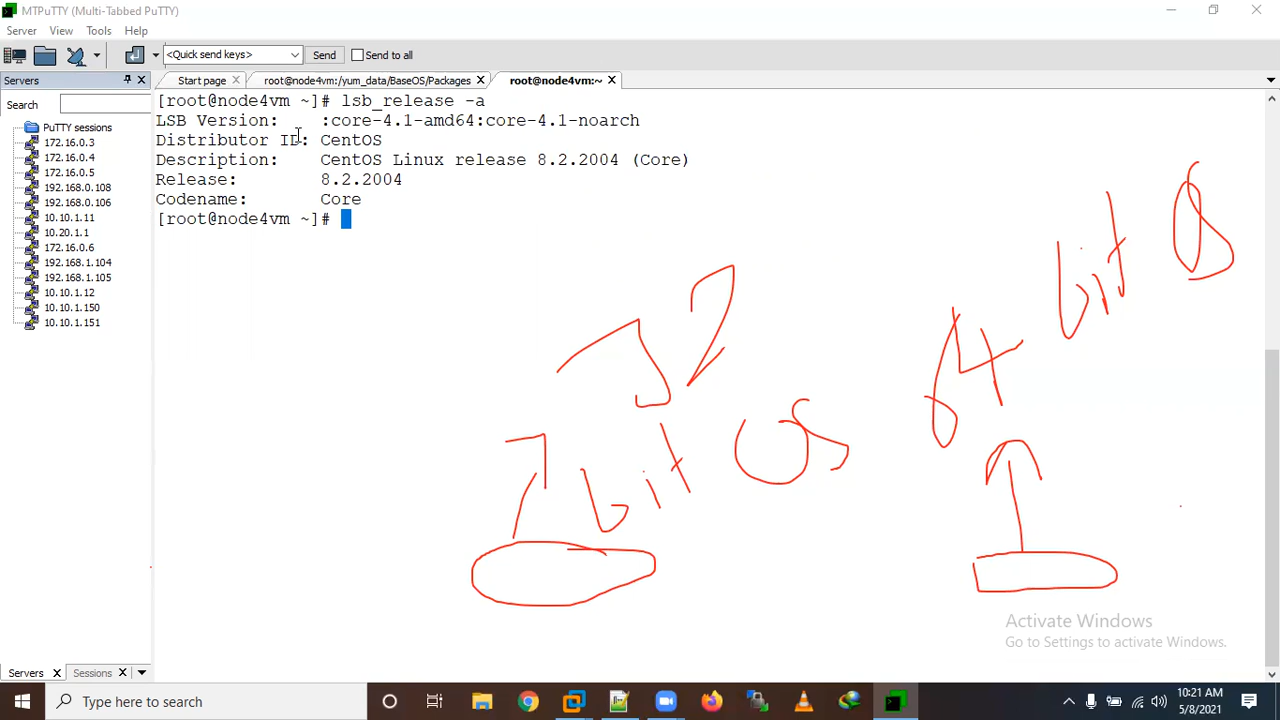 MTPuTTY (Multi-Tabbed PuTTY)
Server View Tools Help
<Quick send keys> Send Send to all
Servers
Start page root@node4vm:/yum_data/BaseOS/Packages root@node4vm:~
Search
PuTTY sessions
172.16.0.3
172.16.0.4
172.16.0.5
192.168.0.108
192.168.0.106
10.10.1.11
10.20.1.1
172.16.0.6
192.168.1.104
192.168.1.105
10.10.1.12
10.10.1.150
10.10.1.151
[root@node4vm ~]# lsb_release -a
LSB Version: :core-4.1-amd64:core-4.1-noarch
Distributor ID: CentOS
Description: CentOS Linux release 8.2.2004 (Core)
Release: 8.2.2004
Codename: Core
[root@node4vm ~]#
32
bit OS
64 bit OS
Activate Windows
Go to Settings to activate Windows.
Servers Sessions
Type here to search
10:21 AM
5/8/2021